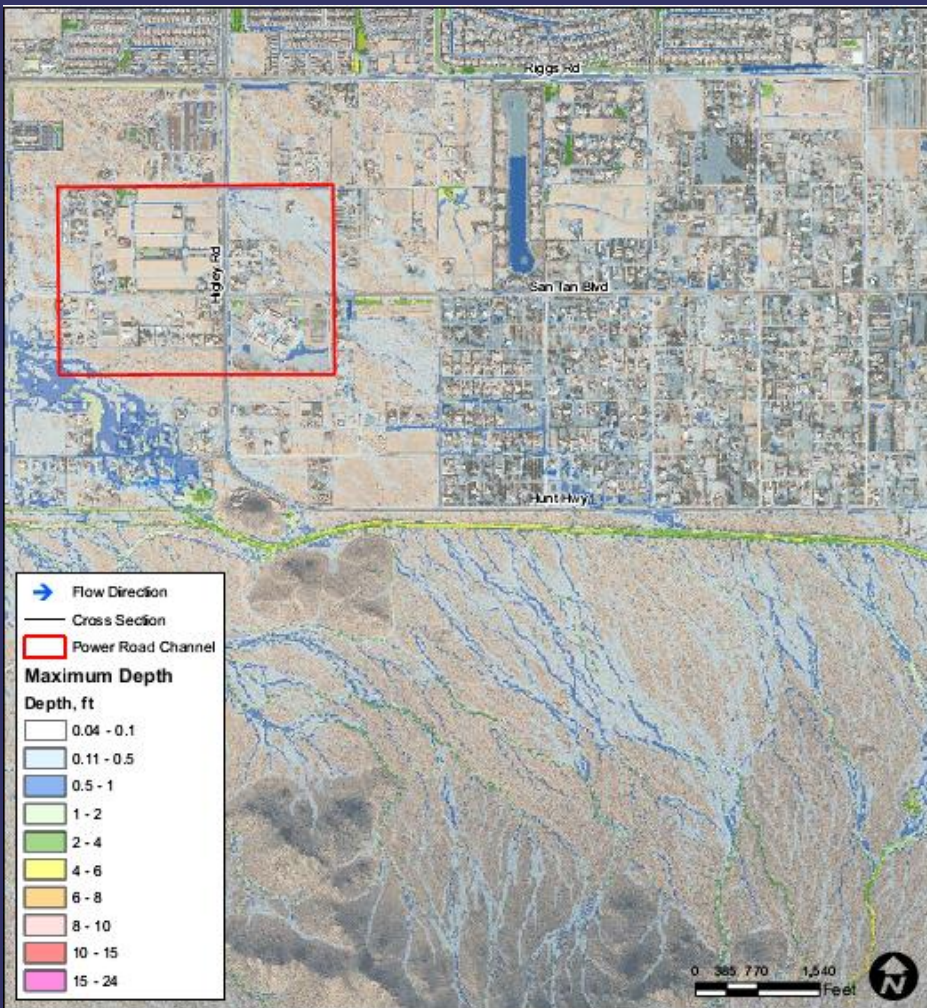 Riggs Rd
Higley Rd
San Tan Blvd
Hunt Hwy
Flow Direction
Cross Section
Power Road Channel
Maximum Depth
Depth, ft
0.04 - 0.1
0.11 - 0.5
0.5 - 1
1 - 2
2 - 4
4 - 6
6 - 8
8 - 10
10 - 15
15 - 24
0 385 770 1,540
Feet
N